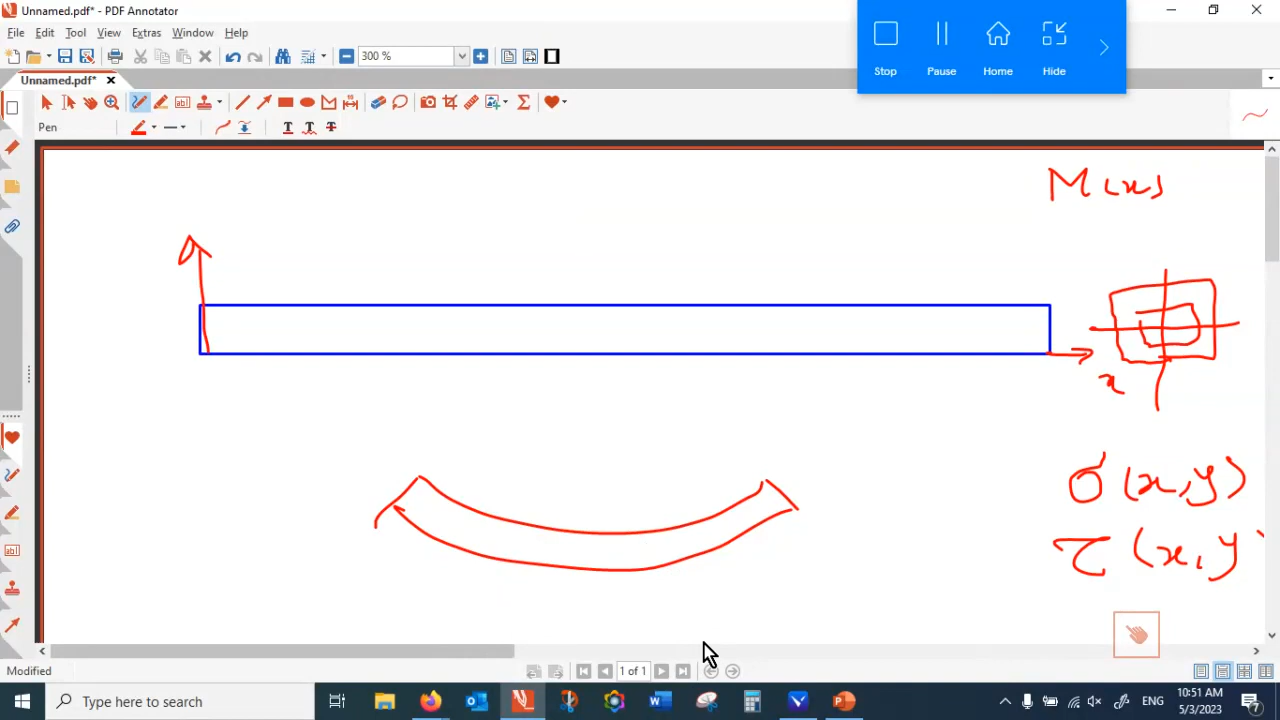 Unnamed.pdf* - PDF Annotator
File Edit Tool View Extras Window Help
300 %
Unnamed.pdf*
Pen
Stop Pause Home Hide
M(x)
x
σ(x,y)
τ(x,y
1 of 1
Modified
Type here to search
ENG
10:51 AM
5/3/2023
7